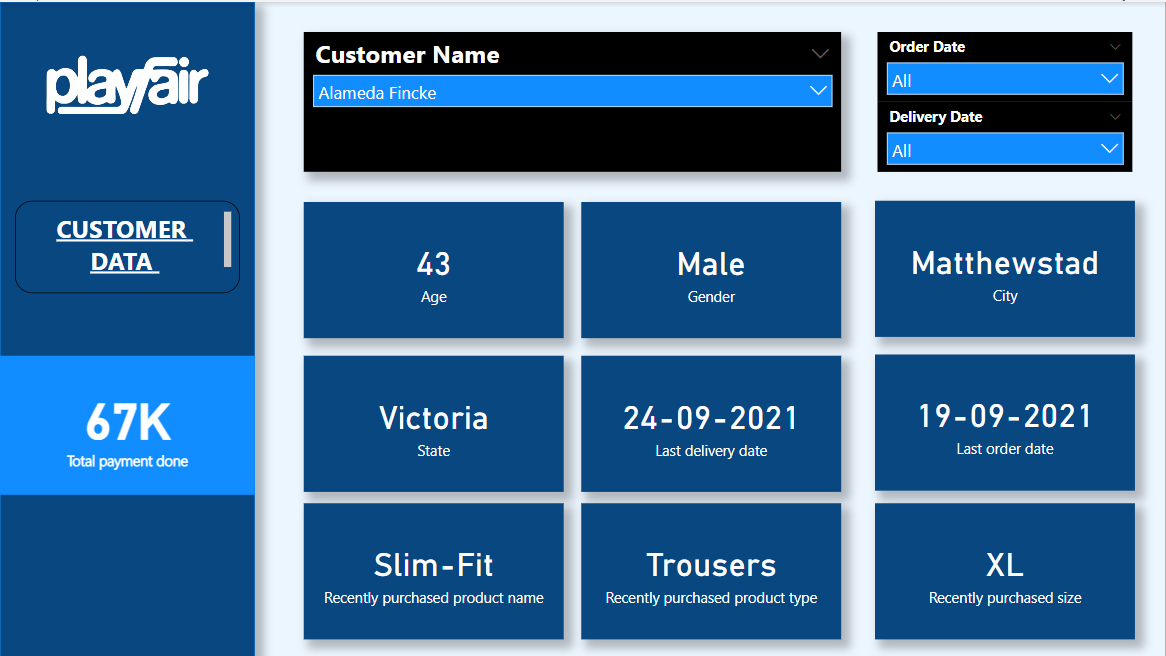 playfair
CUSTOMER
DATA
67K
Total payment done
Customer Name
Alameda Fincke
Order Date
All
Delivery Date
All
43
Age
Male
Gender
Matthewstad
City
Victoria
State
24-09-2021
Last delivery date
19-09-2021
Last order date
Slim-Fit
Recently purchased product name
Trousers
Recently purchased product type
XL
Recently purchased size